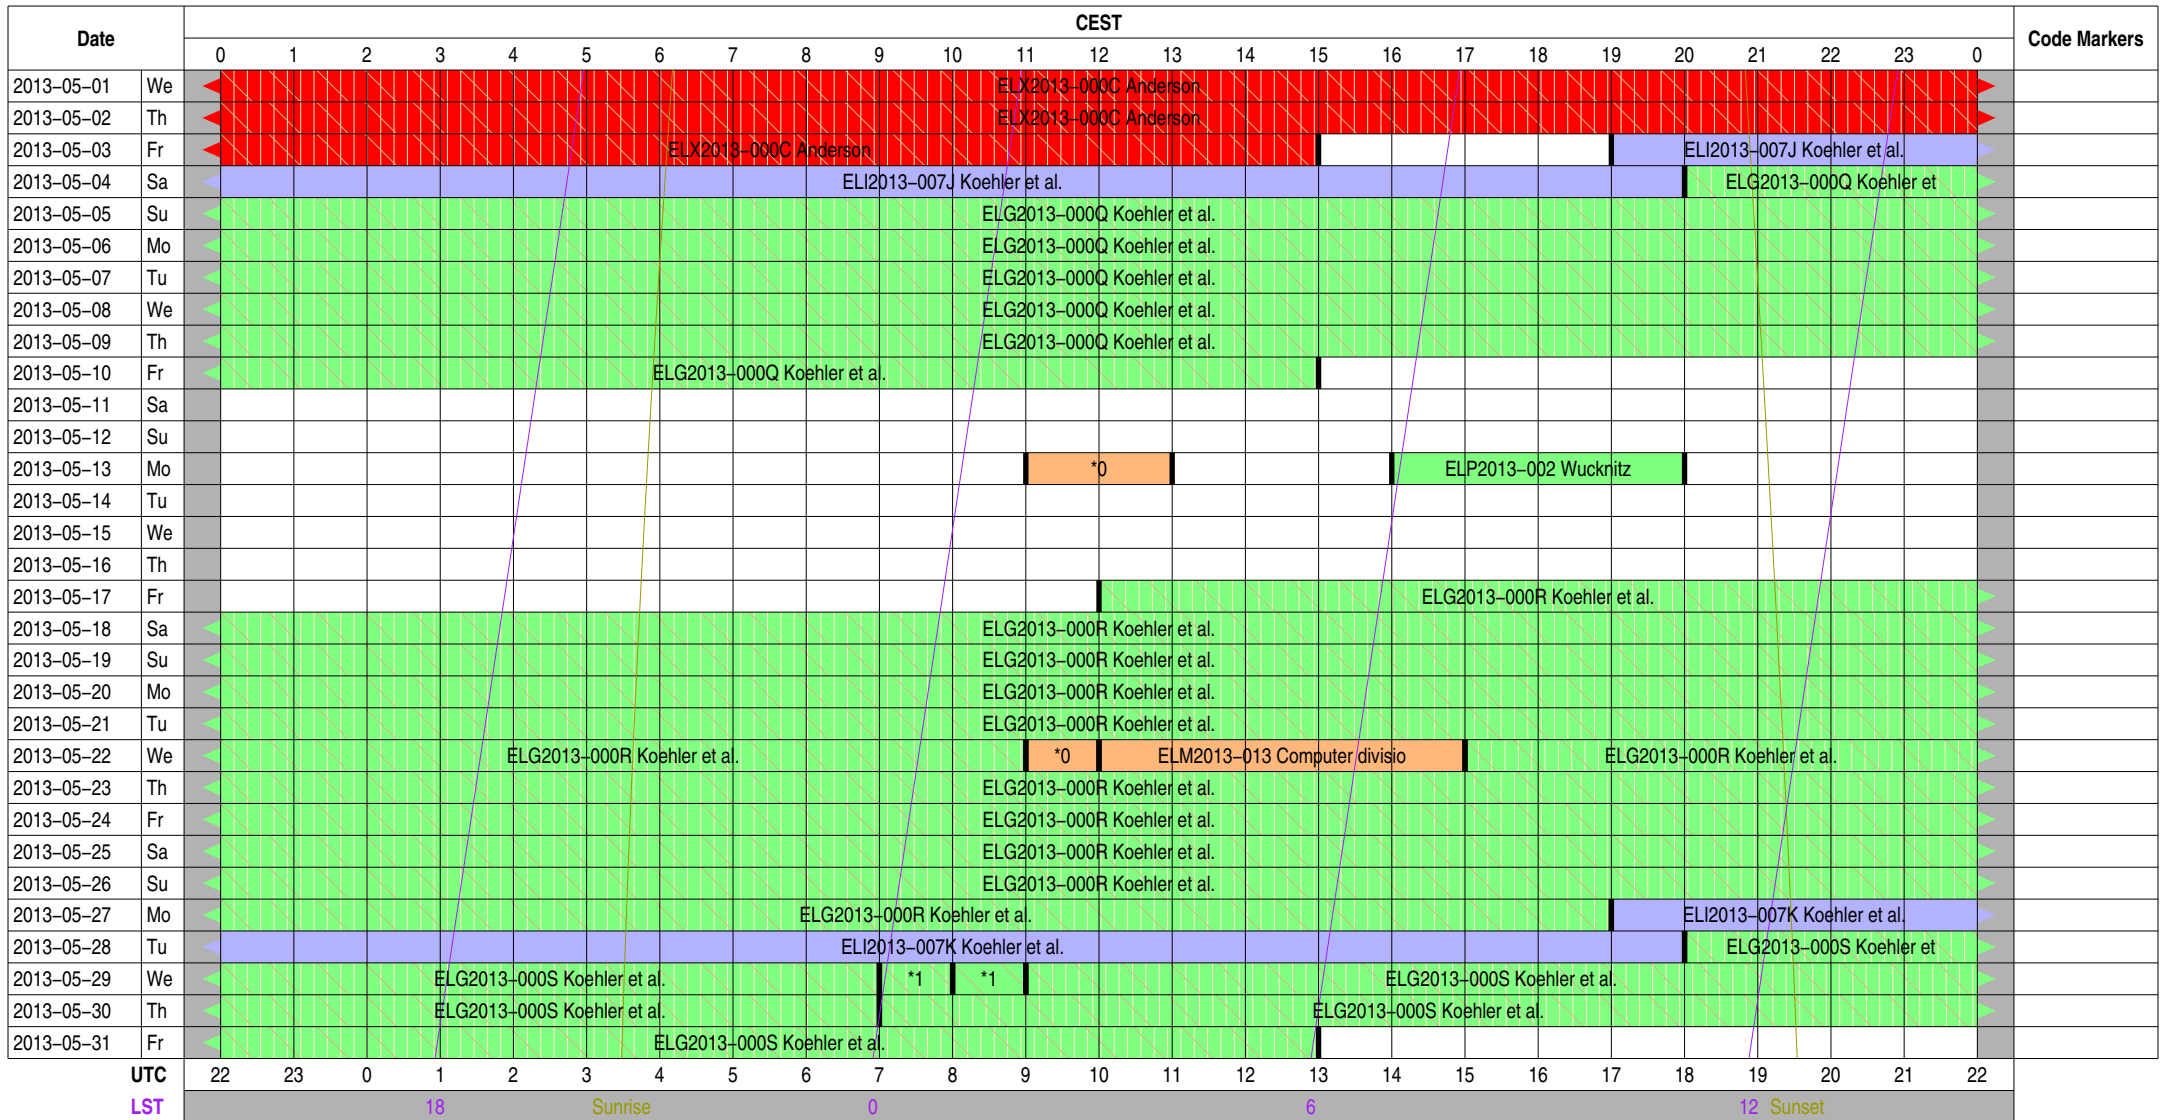 Date CEST Code Markers
0 1 2 3 4 5 6 7 8 9 10 11 12 13 14 15 16 17 18 19 20 21 22 23 0
2013-05-01 We ELX2013-000C Anderson
2013-05-02 Th ELX2013-000C Anderson
2013-05-03 Fr ELX2013-000C Anderson ELI2013-007J Koehler et al.
2013-05-04 Sa ELI2013-007J Koehler et al. ELG2013-000Q Koehler et
2013-05-05 Su ELG2013-000Q Koehler et al.
2013-05-06 Mo ELG2013-000Q Koehler et al.
2013-05-07 Tu ELG2013-000Q Koehler et al.
2013-05-08 We ELG2013-000Q Koehler et al.
2013-05-09 Th ELG2013-000Q Koehler et al.
2013-05-10 Fr ELG2013-000Q Koehler et al.
2013-05-11 Sa
2013-05-12 Su
2013-05-13 Mo *0 ELP2013-002 Wucknitz
2013-05-14 Tu
2013-05-15 We
2013-05-16 Th
2013-05-17 Fr ELG2013-000R Koehler et al.
2013-05-18 Sa ELG2013-000R Koehler et al.
2013-05-19 Su ELG2013-000R Koehler et al.
2013-05-20 Mo ELG2013-000R Koehler et al.
2013-05-21 Tu ELG2013-000R Koehler et al.
2013-05-22 We ELG2013-000R Koehler et al. *0 ELM2013-013 Computer divisio ELG2013-000R Koehler et al.
2013-05-23 Th ELG2013-000R Koehler et al.
2013-05-24 Fr ELG2013-000R Koehler et al.
2013-05-25 Sa ELG2013-000R Koehler et al.
2013-05-26 Su ELG2013-000R Koehler et al.
2013-05-27 Mo ELG2013-000R Koehler et al. ELI2013-007K Koehler et al.
2013-05-28 Tu ELI2013-007K Koehler et al. ELG2013-000S Koehler et
2013-05-29 We ELG2013-000S Koehler et al. *1 *1 ELG2013-000S Koehler et al.
2013-05-30 Th ELG2013-000S Koehler et al. ELG2013-000S Koehler et al.
2013-05-31 Fr ELG2013-000S Koehler et al.
UTC 22 23 0 1 2 3 4 5 6 7 8 9 10 11 12 13 14 15 16 17 18 19 20 21 22
LST 18 Sunrise 0 6 12 Sunset